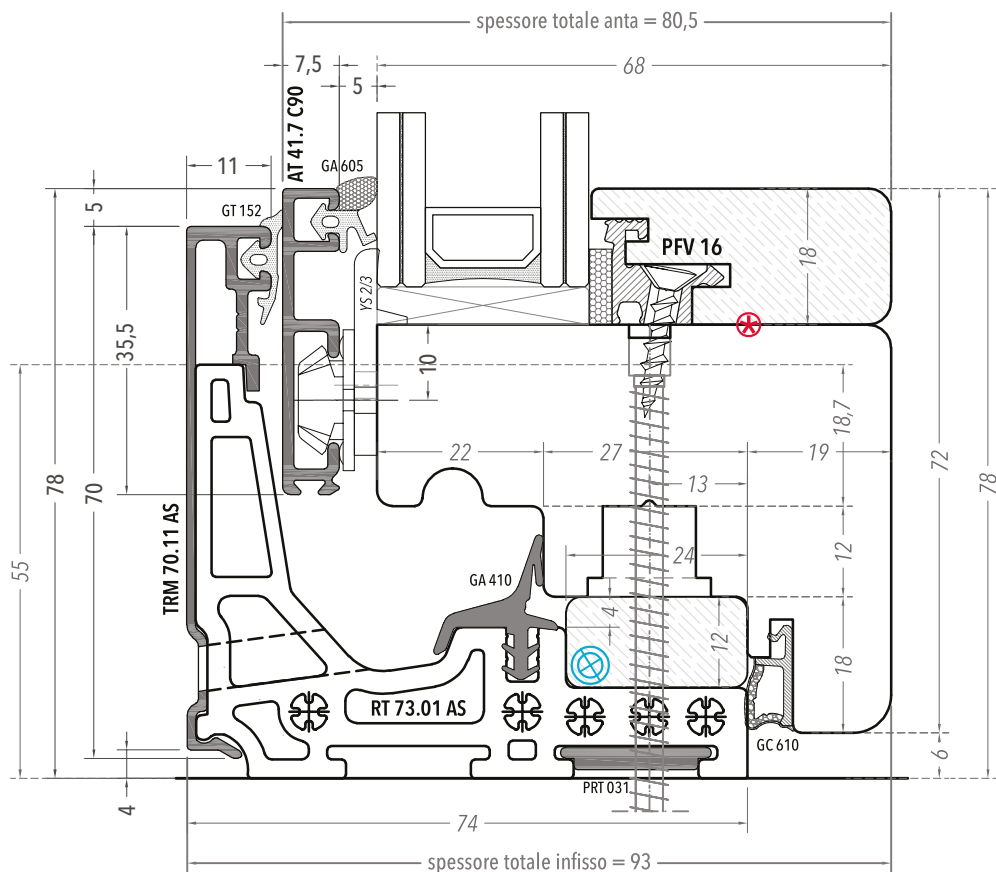 spessore totale anta = 80,5
7,5
68
5
AT 41.7 C90
11
GA 605
5
GT 152
PFV 16
18
YS 2/3
35,5
10
18,7
78
70
22
27
19
72
78
13
TRM 70.11 AS
55
12
24
GA 410
4
12
18
RT 73.01 AS
GC 610
6
PRT 031
4
74
spessore totale infisso = 93